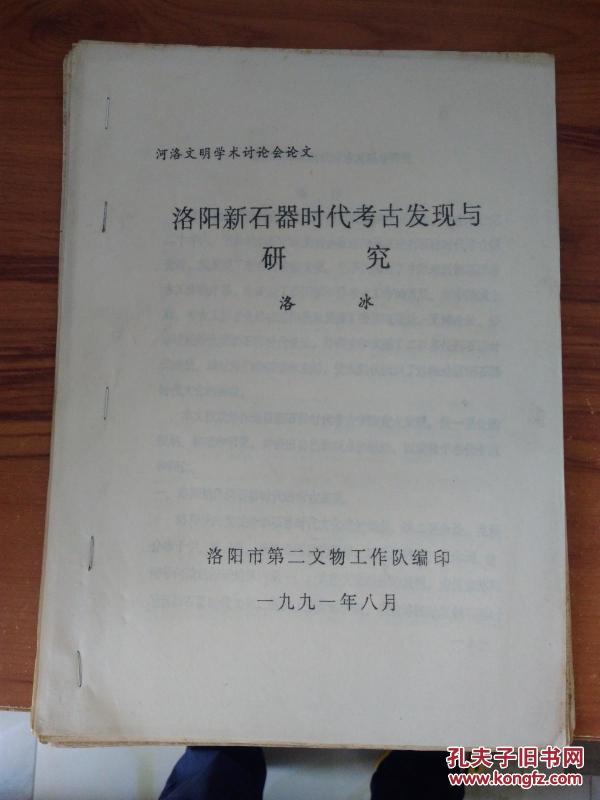 河洛文明学术讨论会论文
洛阳新石器时代考古发现与
研 究
洛 冰
洛阳市第二文物工作队编印
一九九一年八月
孔夫子旧书网
www.kongfz.com